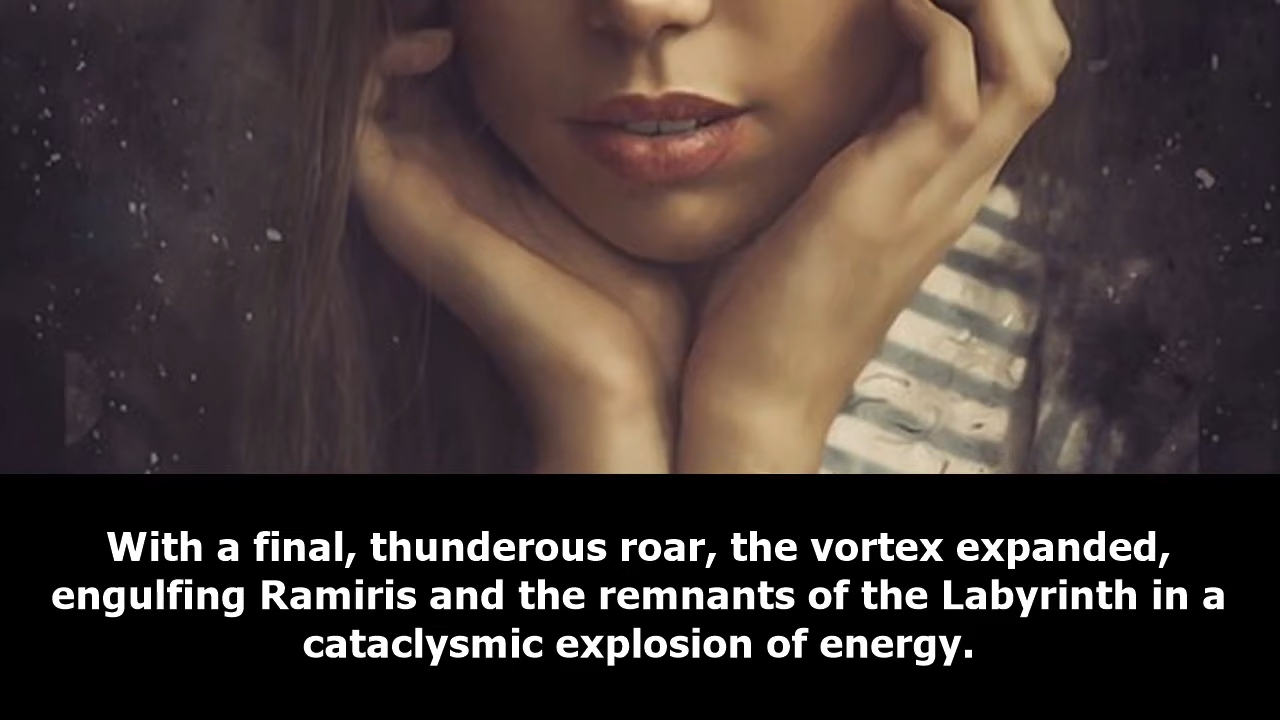 With a final, thunderous roar, the vortex expanded,
engulfing Ramiris and the remnants of the Labyrinth in a
cataclysmic explosion of energy.